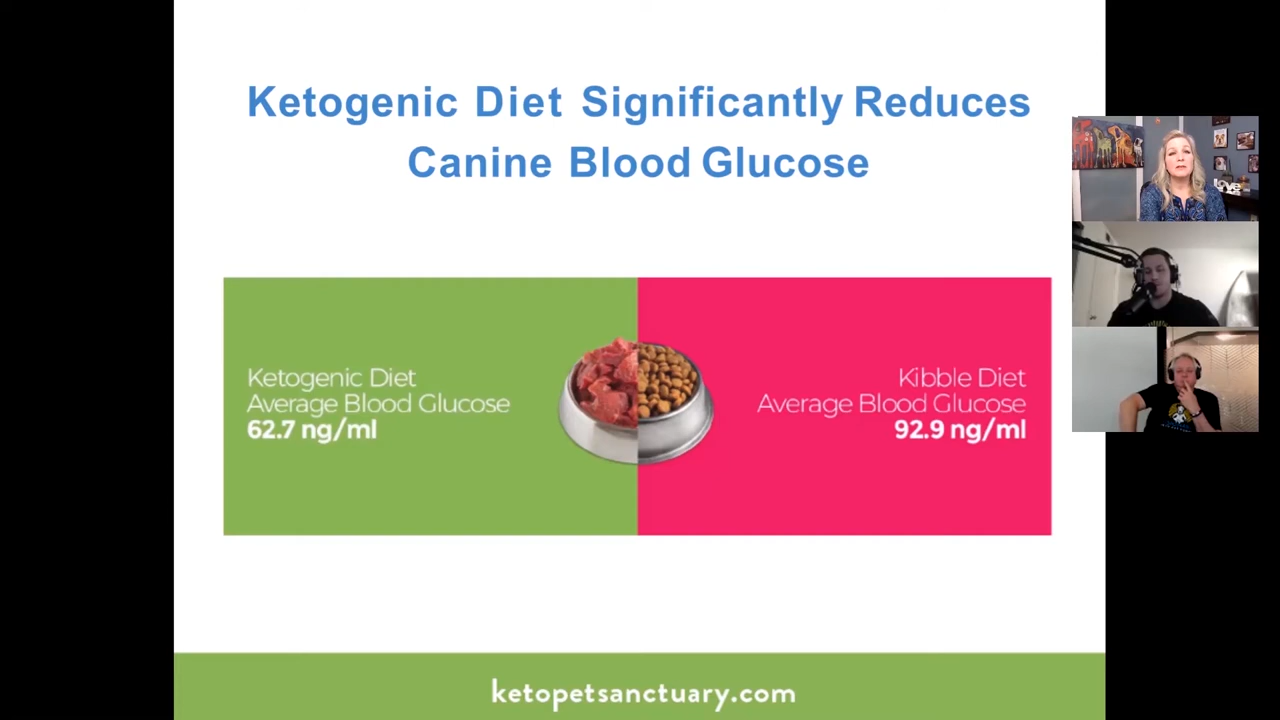 Ketogenic Diet Significantly Reduces
Canine Blood Glucose
Ketogenic Diet
Average Blood Glucose
62.7 ng/ml
Kibble Diet
Average Blood Glucose
92.9 ng/ml
ketopetsanctuary.com
Love